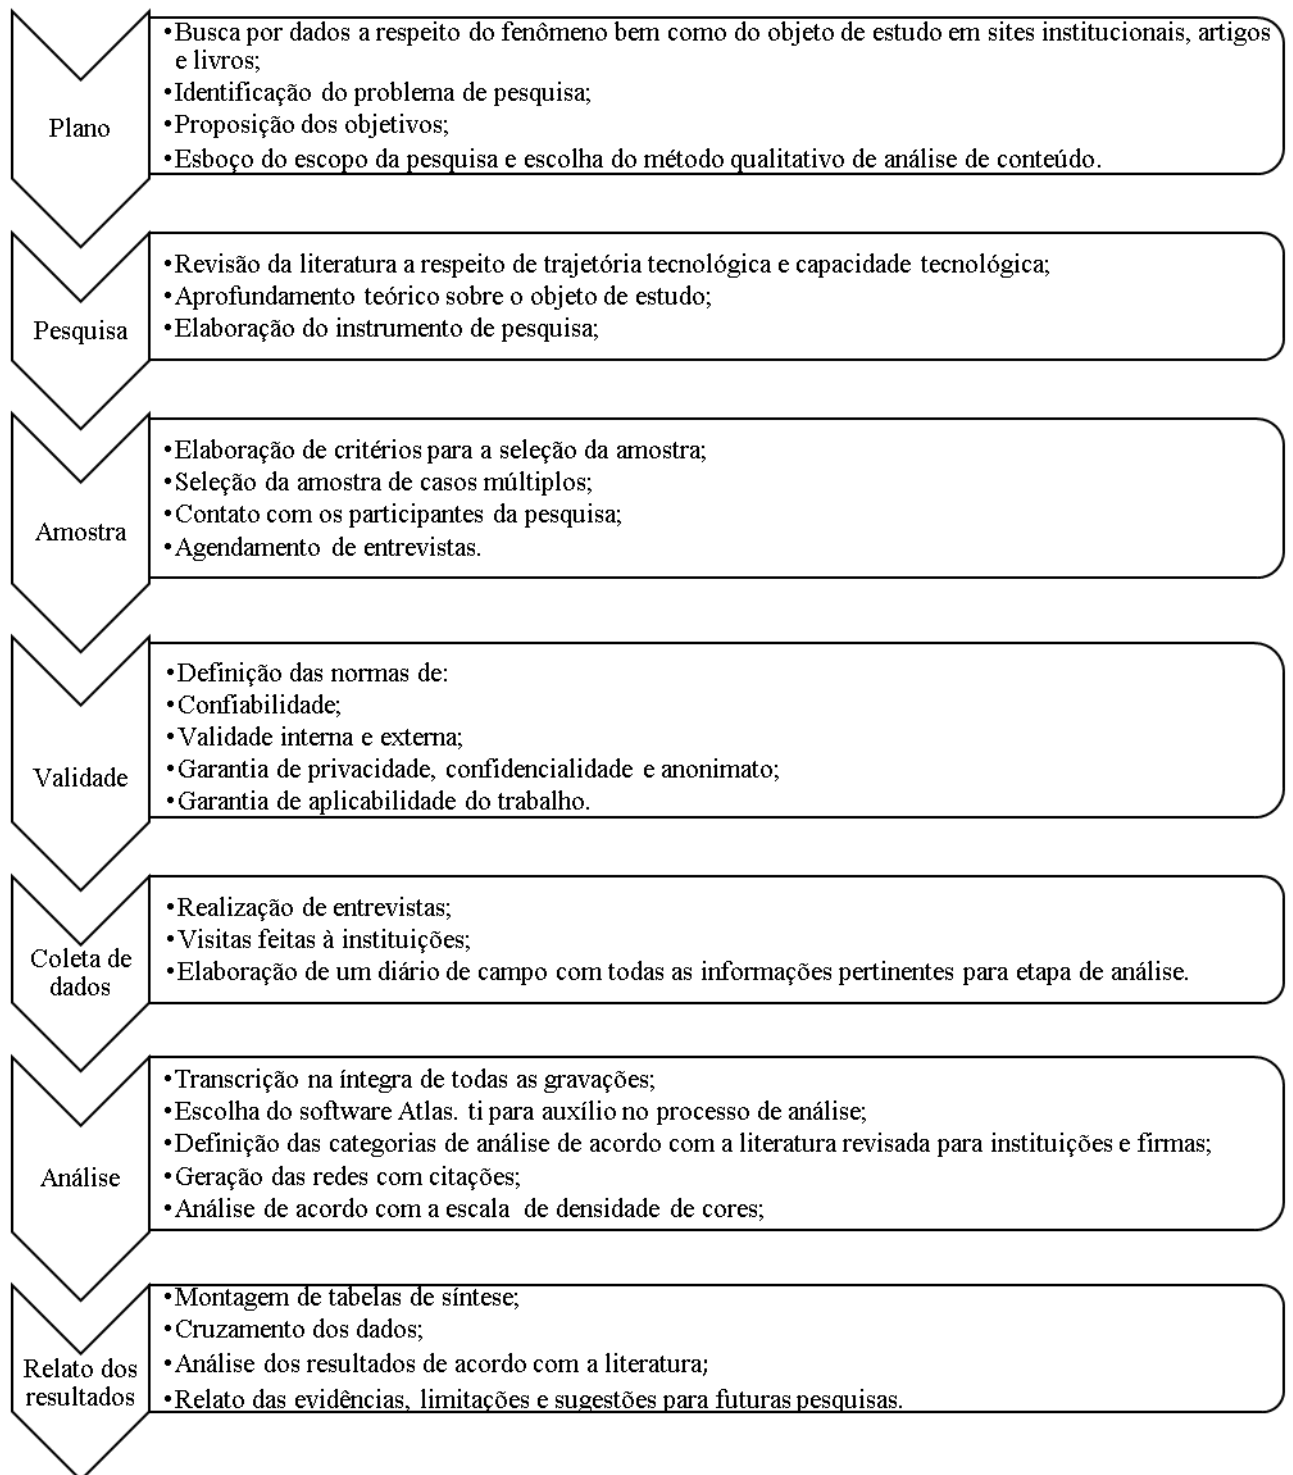 Plano
•Busca por dados a respeito do fenômeno bem como do objeto de estudo em sites institucionais, artigos
e livros;
•Identificação do problema de pesquisa;
•Proposição dos objetivos;
•Esboço do escopo da pesquisa e escolha do método qualitativo de análise de conteúdo.
Pesquisa
•Revisão da literatura a respeito de trajetória tecnológica e capacidade tecnológica;
•Aprofundamento teórico sobre o objeto de estudo;
•Elaboração do instrumento de pesquisa;
Amostra
•Elaboração de critérios para a seleção da amostra;
•Seleção da amostra de casos múltiplos;
•Contato com os participantes da pesquisa;
•Agendamento de entrevistas.
Validade
•Definição das normas de:
•Confiabilidade;
•Validade interna e externa;
•Garantia de privacidade, confidencialidade e anonimato;
•Garantia de aplicabilidade do trabalho.
Coleta de
dados
•Realização de entrevistas;
•Visitas feitas à instituições;
•Elaboração de um diário de campo com todas as informações pertinentes para etapa de análise.
Análise
•Transcrição na íntegra de todas as gravações;
•Escolha do software Atlas. ti para auxílio no processo de análise;
•Definição das categorias de análise de acordo com a literatura revisada para instituições e firmas;
•Geração das redes com citações;
•Análise de acordo com a escala de densidade de cores;
Relato dos
resultados
•Montagem de tabelas de síntese;
•Cruzamento dos dados;
•Análise dos resultados de acordo com a literatura;
•Relato das evidências, limitações e sugestões para futuras pesquisas.